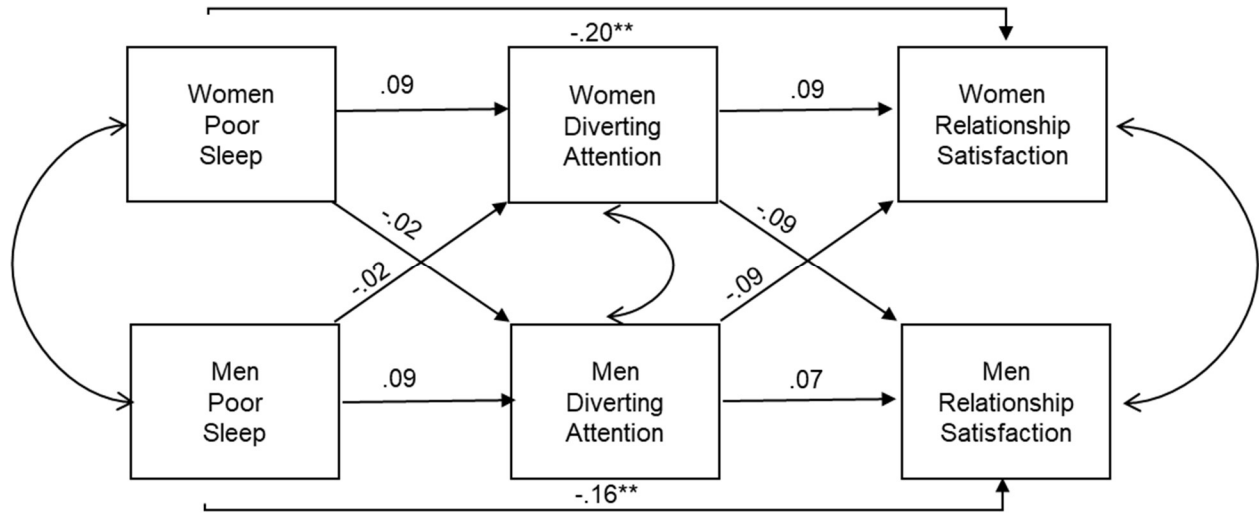 -.20**
Women
Poor
Sleep
.09
Women
Diverting
Attention
.09
Women
Relationship
Satisfaction
-.02
-.02
-.09
-.09
Men
Poor
Sleep
.09
Men
Diverting
Attention
.07
Men
Relationship
Satisfaction
-.16**